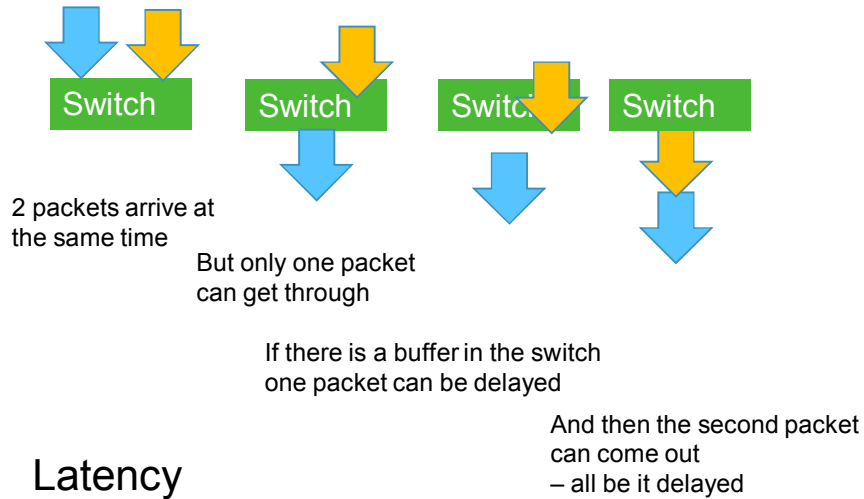 Switch
Switch
Switch
Switch
2 packets arrive at
the same time
But only one packet
can get through
If there is a buffer in the switch
one packet can be delayed
And then the second packet
can come out
– all be it delayed
Latency